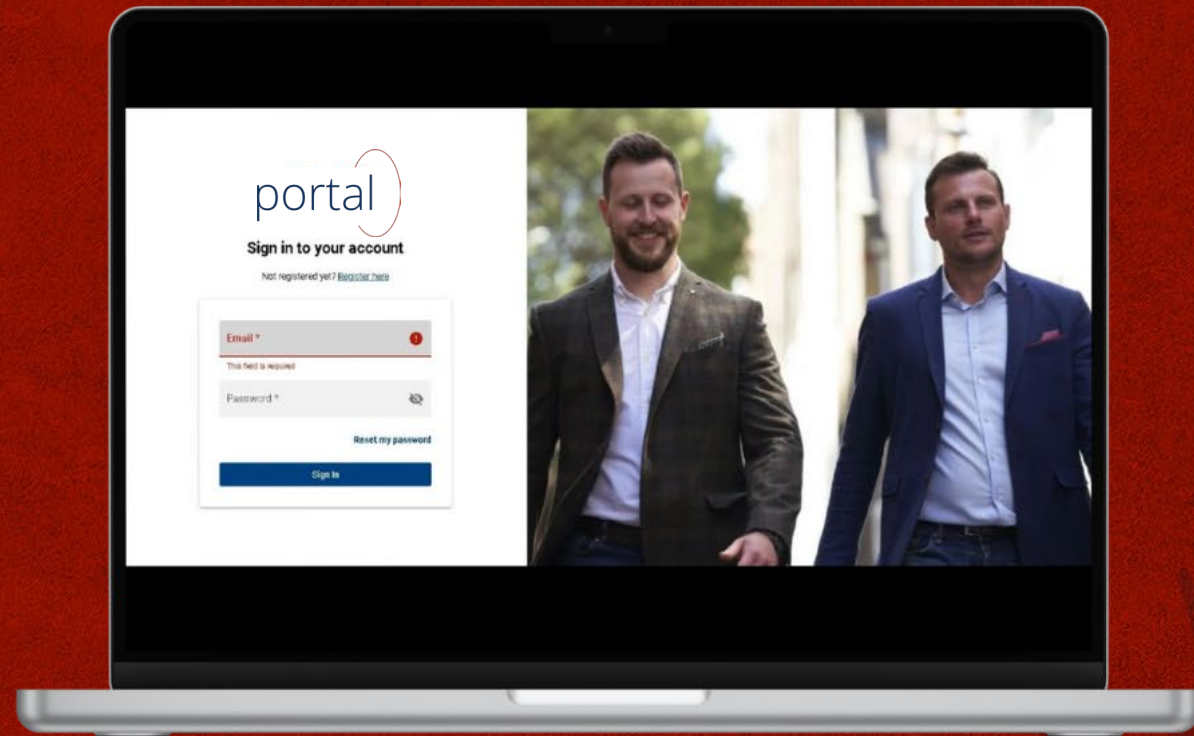 portal
Sign in to your account
Not registered yet? Register here
Email *
This field is required
Password *
Reset my password
Sign In